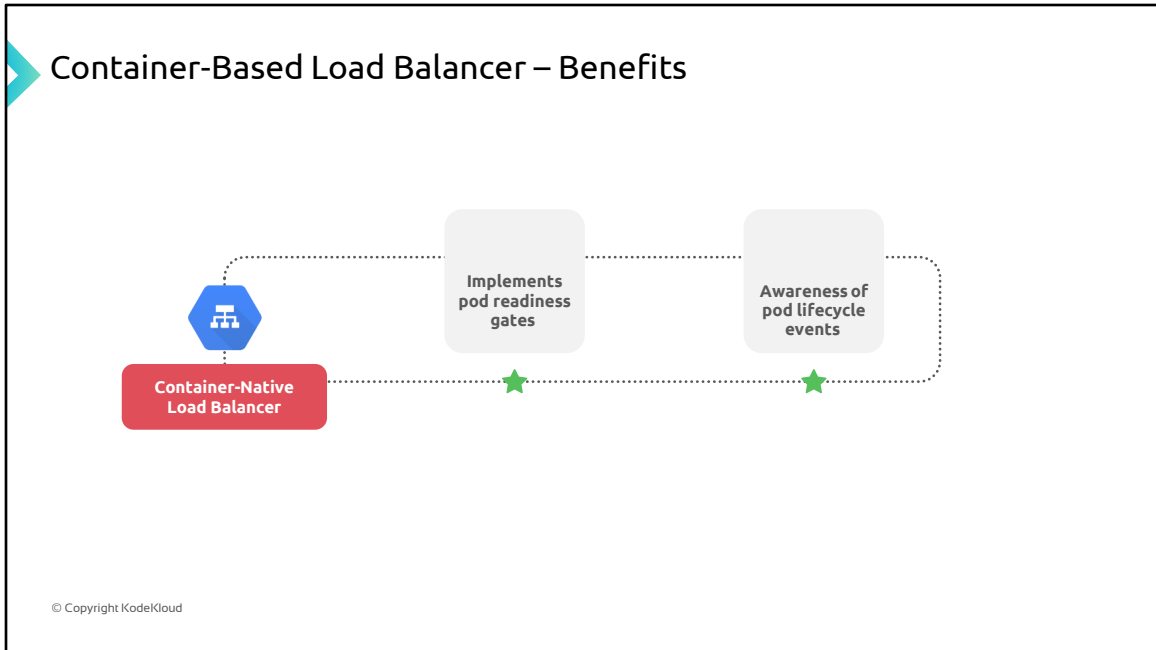 Container-Based Load Balancer – Benefits
Implements
pod readiness
gates
Awareness of
pod lifecycle
events
Container-Native
Load Balancer
© Copyright KodeKloud